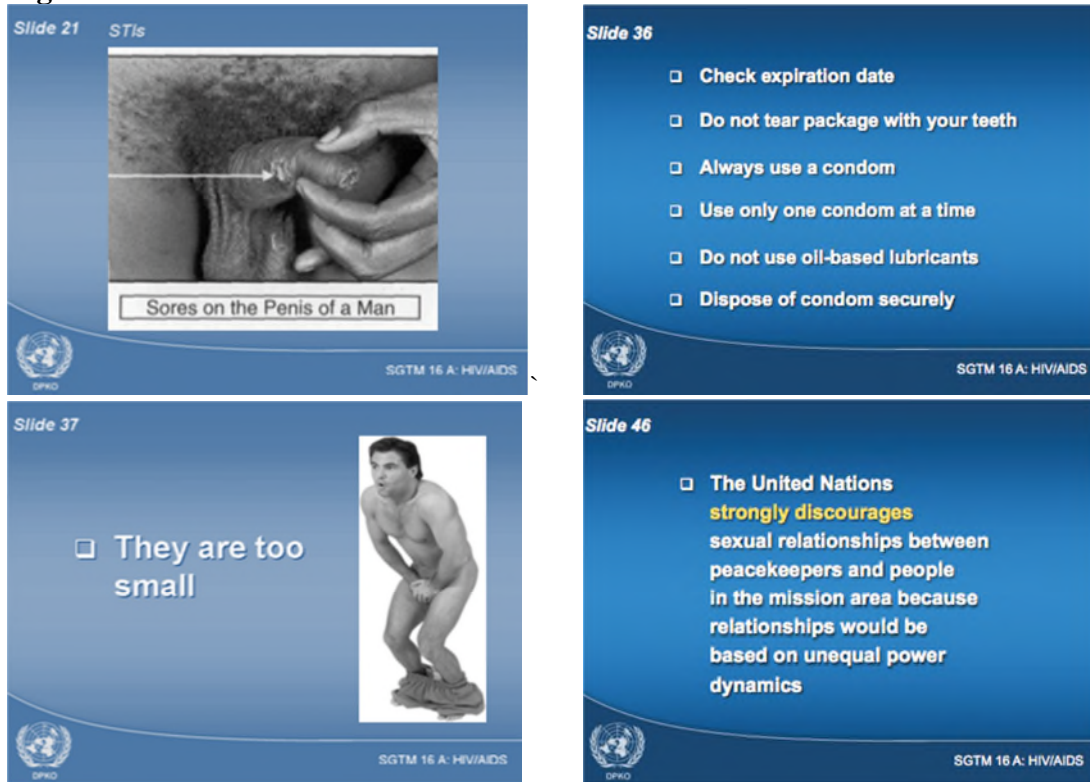 Slide 21 STIs
Sores on the Penis of a Man
DPKO
SGTM 16 A: HIV/AIDS
`
Slide 36
❑ Check expiration date
❑ Do not tear package with your teeth
❑ Always use a condom
❑ Use only one condom at a time
❑ Do not use oil-based lubricants
❑ Dispose of condom securely
DPKO
SGTM 16 A: HIV/AIDS
Slide 37
❑ They are too
small
DPKO
SGTM 16 A: HIV/AIDS
Slide 46
❑ The United Nations
strongly discourages
sexual relationships between
peacekeepers and people
in the mission area because
relationships would be
based on unequal power
dynamics
DPKO
SGTM 16 A: HIV/AIDS